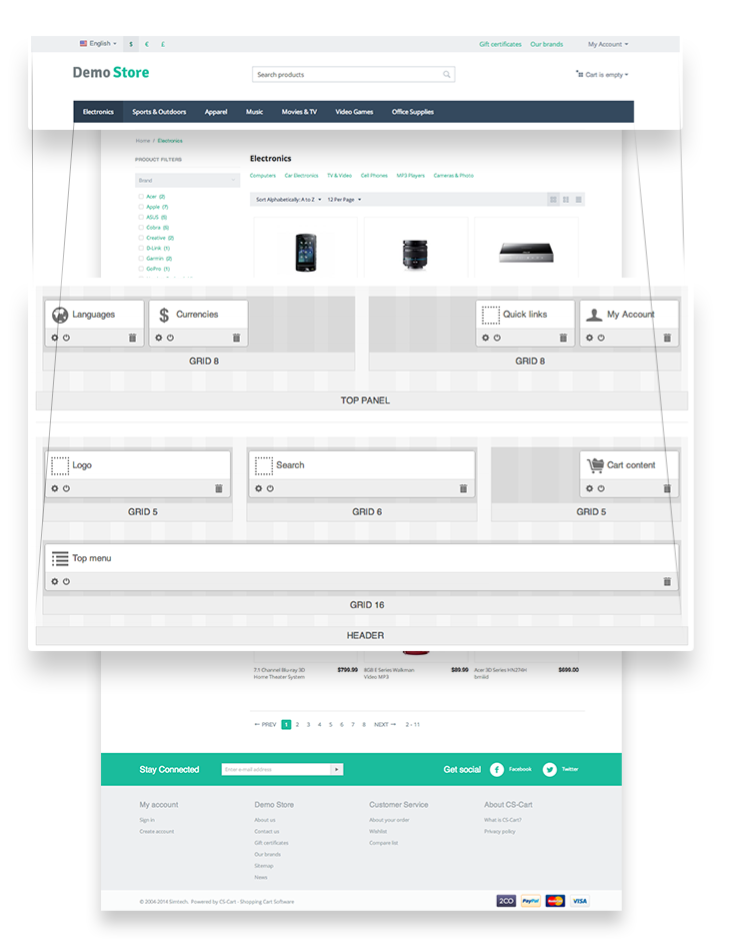 English $ € £ Gift certificates Our brands My Account
Demo Store Search products Cart is empty
Electronics Sports & Outdoors Apparel Music Movies & TV Video Games Office Supplies
Home / Electronics
PRODUCT FILTERS Electronics
Brand Computers Car Electronics TV & Video Cell Phones MP3 Players Cameras & Photo
Acer (2) Sort Alphabetically: A to Z 12 Per Page
Apple (7)
ASUS (6)
Cobra (5)
Creative (2)
D-Link (1)
Garmin (2)
GoPro (1)
Languages $ Currencies Quick links My Account
GRID 8 GRID 8
TOP PANEL
Logo Search Cart content
GRID 5 GRID 6 GRID 5
Top menu
GRID 16
HEADER
7.1-Channel Blu-ray 3D $799.99 8GB E Series Walkman $89.99 Acer 3D Series HN274H $699.00
Home Theater System Video MP3 bmiiid
← PREV 1 2 3 4 5 6 7 8 NEXT → 2 - 11
Stay Connected Enter e-mail address Get social Facebook Twitter
My account Demo Store Customer Service About CS-Cart
Sign in About us About your order What is CS-Cart?
Create account Contact us Wishlist Privacy policy
Gift certificates Compare list
Our brands
Sitemap
News
© 2004-2014 Simtech. Powered by CS-Cart - Shopping Cart Software 2CO PayPal MasterCard VISA